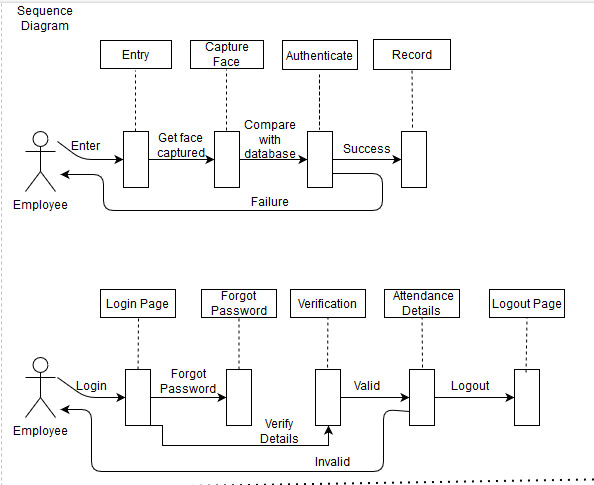 Sequence
Diagram
Entry
Capture
Face
Authenticate
Record
Enter
Get face
captured
Compare
with
database
Success
Employee
Failure
Login Page
Forgot
Password
Verification
Attendance
Details
Logout Page
Login
Forgot
Password
Valid
Logout
Employee
Verify
Details
Invalid